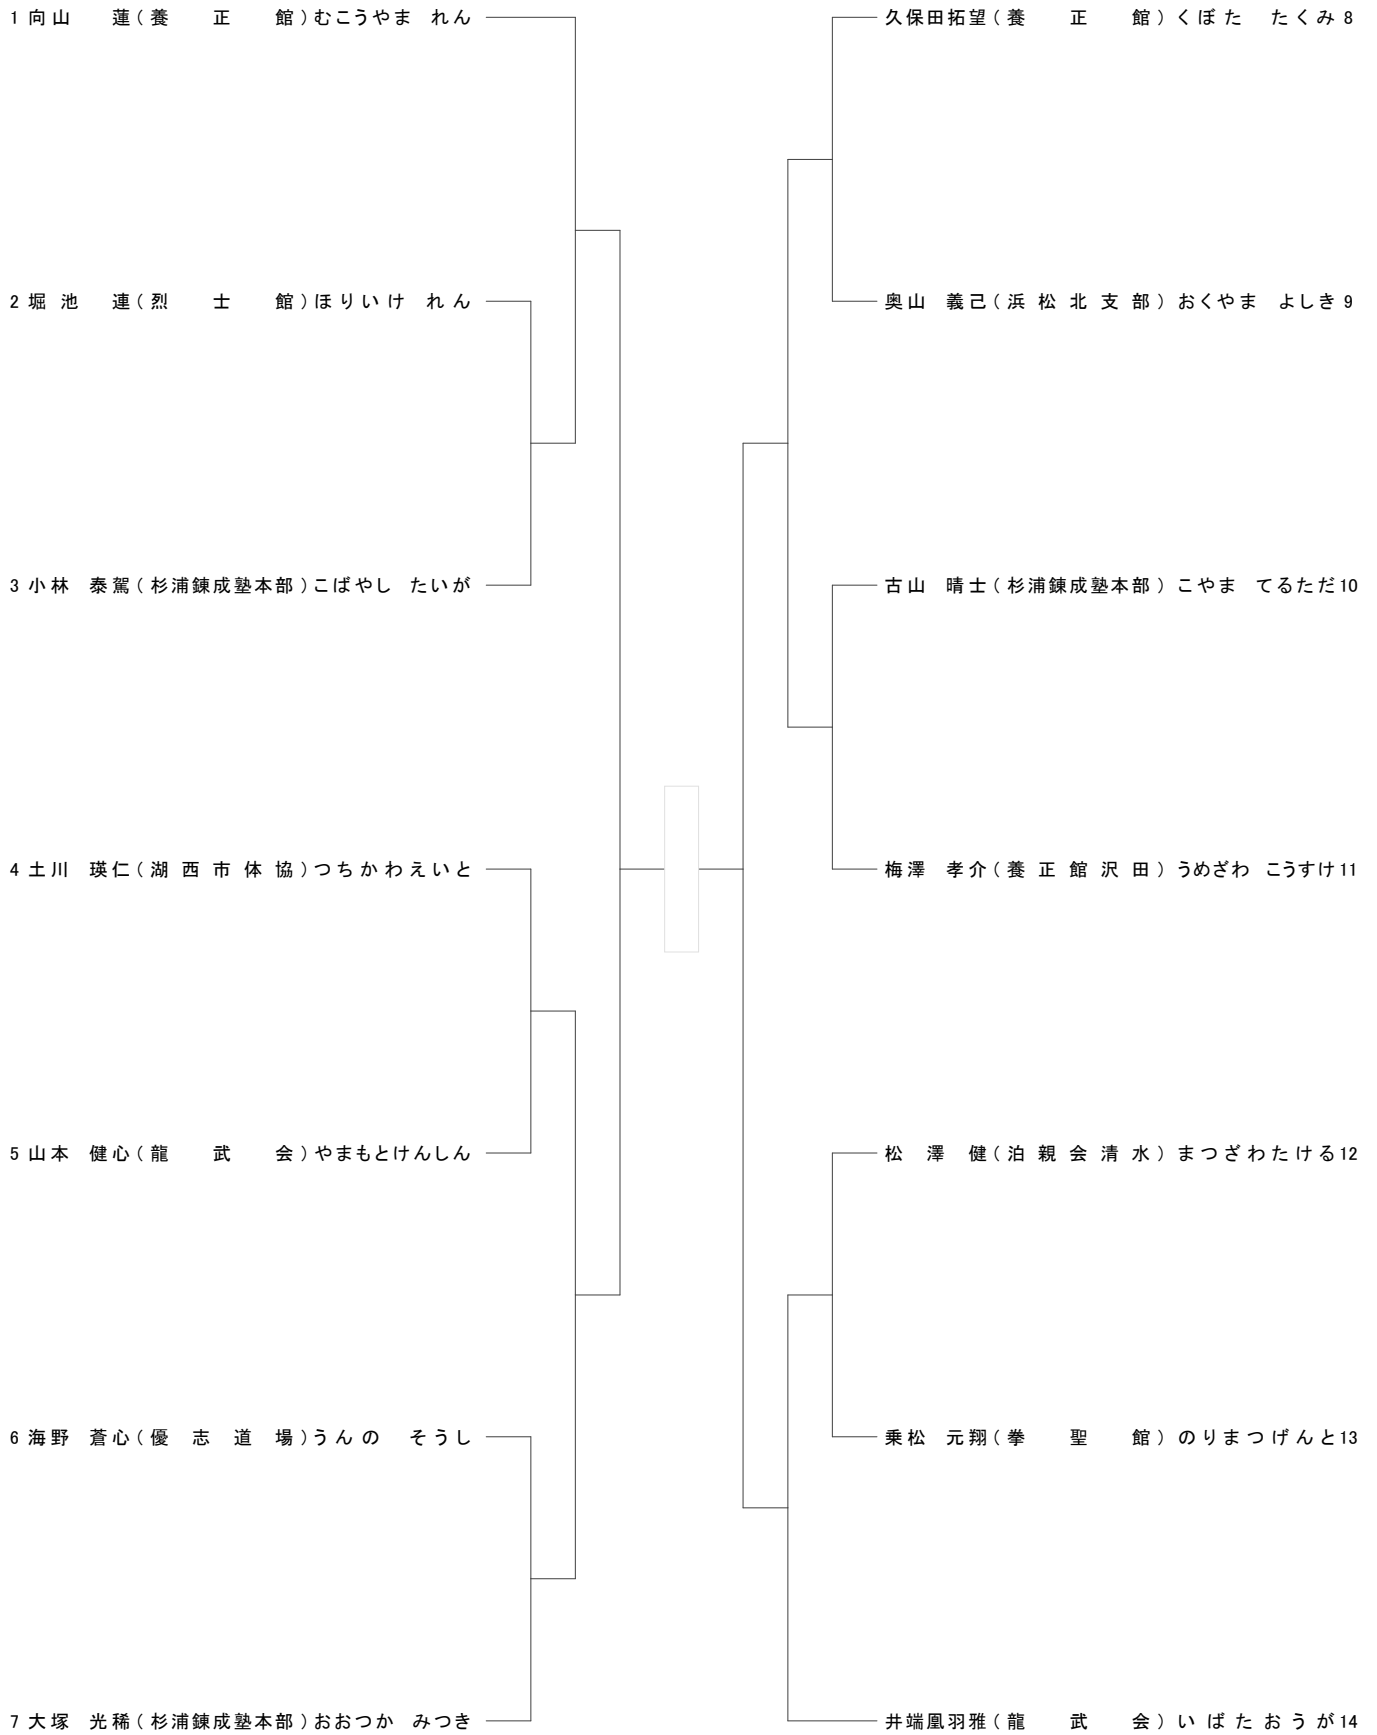 1 向山 蓮(養正館)むこうやま れん
2 堀池 連(烈士館)ほりいけ れん
3 小林 泰駕(杉浦錬成塾本部)こばやし たいが
4 土川 瑛仁(湖西市体協)つちかわえいと
5 山本 健心(龍武会)やまもとけんしん
6 海野 蒼心(優志道場)うんの そうし
7 大塚 光稀(杉浦錬成塾本部)おおつか みつき
久保田拓望(養正館)くぼた たくみ 8
奥山 義己(浜松北支部)おくやま よしき 9
古山 晴士(杉浦錬成塾本部)こやま てるただ 10
梅澤 孝介(養正館沢田)うめざわ こうすけ 11
松澤 健(泊親会清水)まつざわたける 12
乗松 元翔(拳聖館)のりまつげんと 13
井端凰羽雅(龍武会)いばたおうが 14